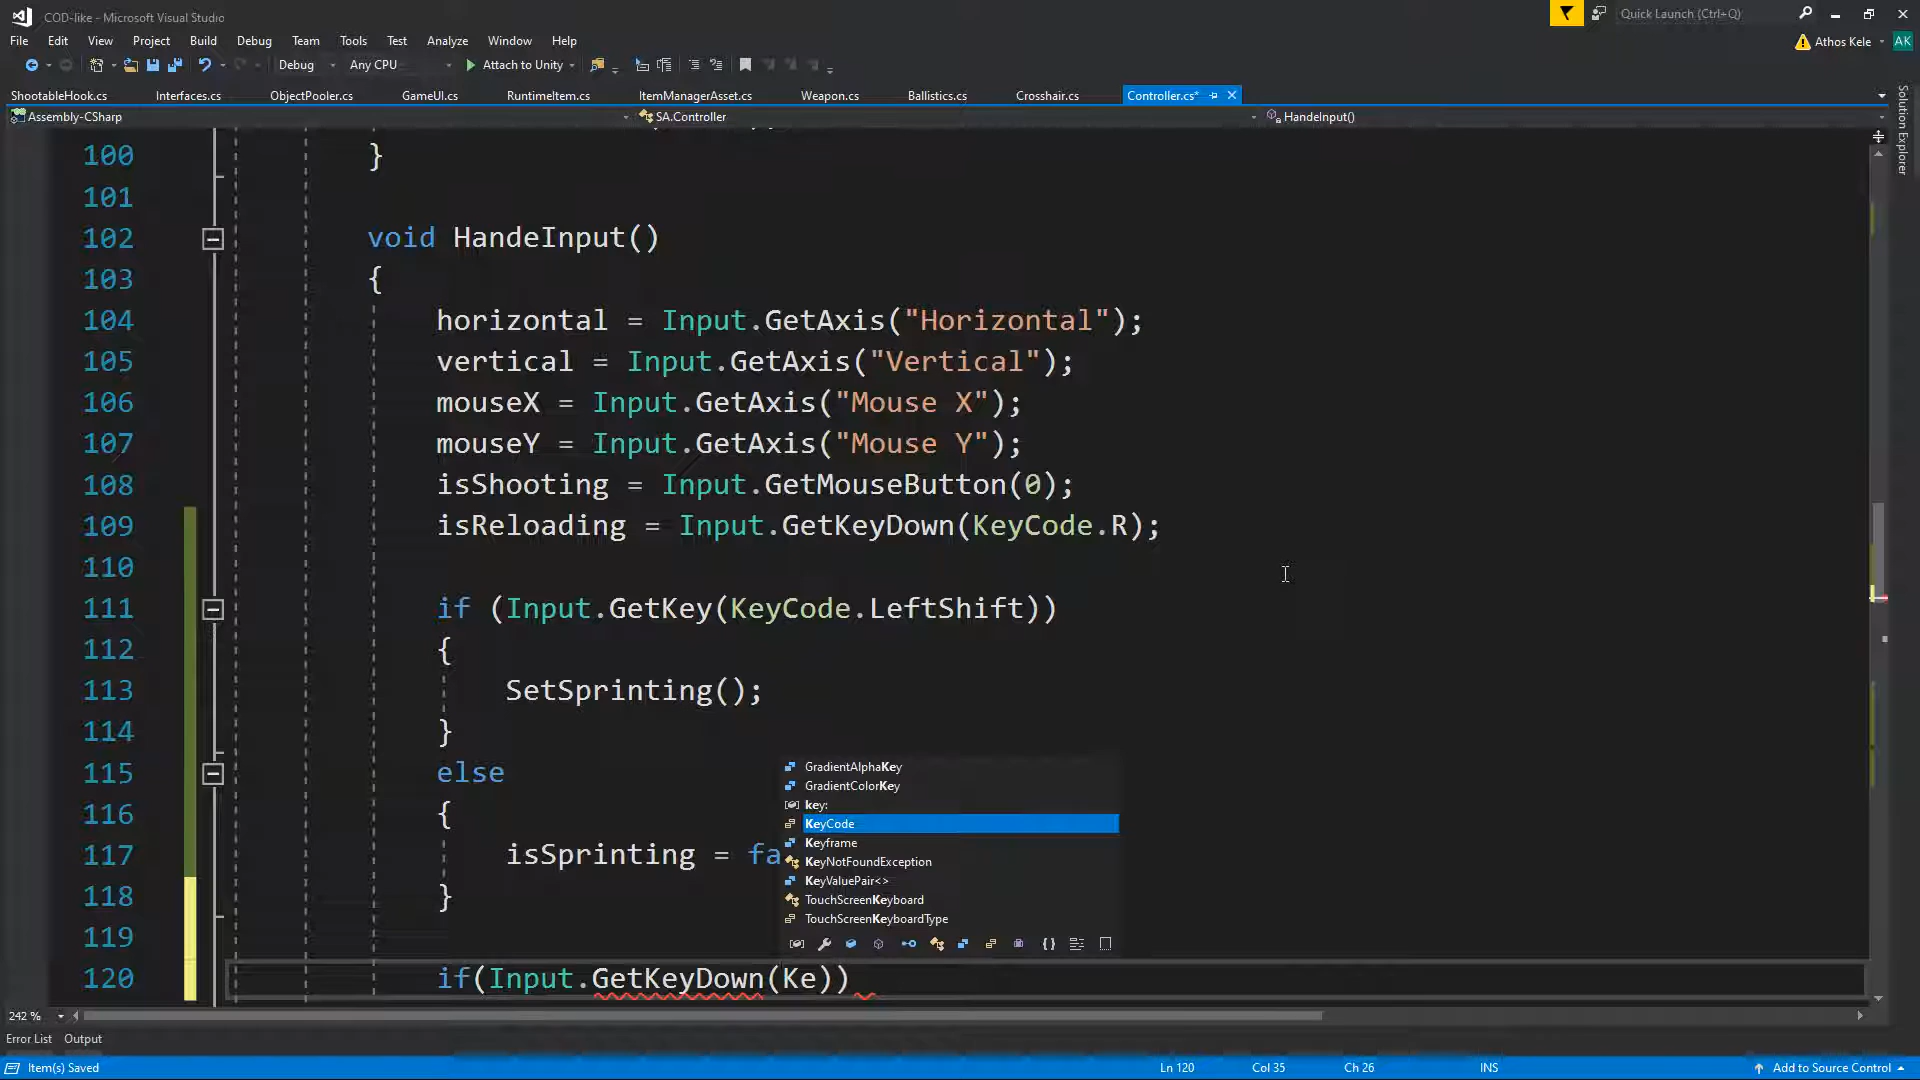 COD-like - Microsoft Visual Studio
Quick Launch (Ctrl+Q)
File Edit View Project Build Debug Team Tools Test Analyze Window Help
Athos Kele AK
Debug Any CPU Attach to Unity
ShootableHook.cs Interfaces.cs ObjectPooler.cs GameUI.cs RuntimeItem.cs ItemManagerAsset.cs Weapon.cs Ballistics.cs Crosshair.cs Controller.cs*
Assembly-CSharp SA.Controller HandeInput()
Solution Explorer
100 }
101
102 void HandeInput()
103 {
104 horizontal = Input.GetAxis("Horizontal");
105 vertical = Input.GetAxis("Vertical");
106 mouseX = Input.GetAxis("Mouse X");
107 mouseY = Input.GetAxis("Mouse Y");
108 isShooting = Input.GetMouseButton(0);
109 isReloading = Input.GetKeyDown(KeyCode.R);
110
111 if (Input.GetKey(KeyCode.LeftShift))
112 {
113 SetSprinting();
114 }
115 else
116 {
117 isSprinting = fa
118 }
119
120 if(Input.GetKeyDown(Ke))
GradientAlphaKey
GradientColorKey
key:
KeyCode
Keyframe
KeyNotFoundException
KeyValuePair<>
TouchScreenKeyboard
TouchScreenKeyboardType
242 %
Error List Output
Item(s) Saved Ln 120 Col 35 Ch 26 INS Add to Source Control